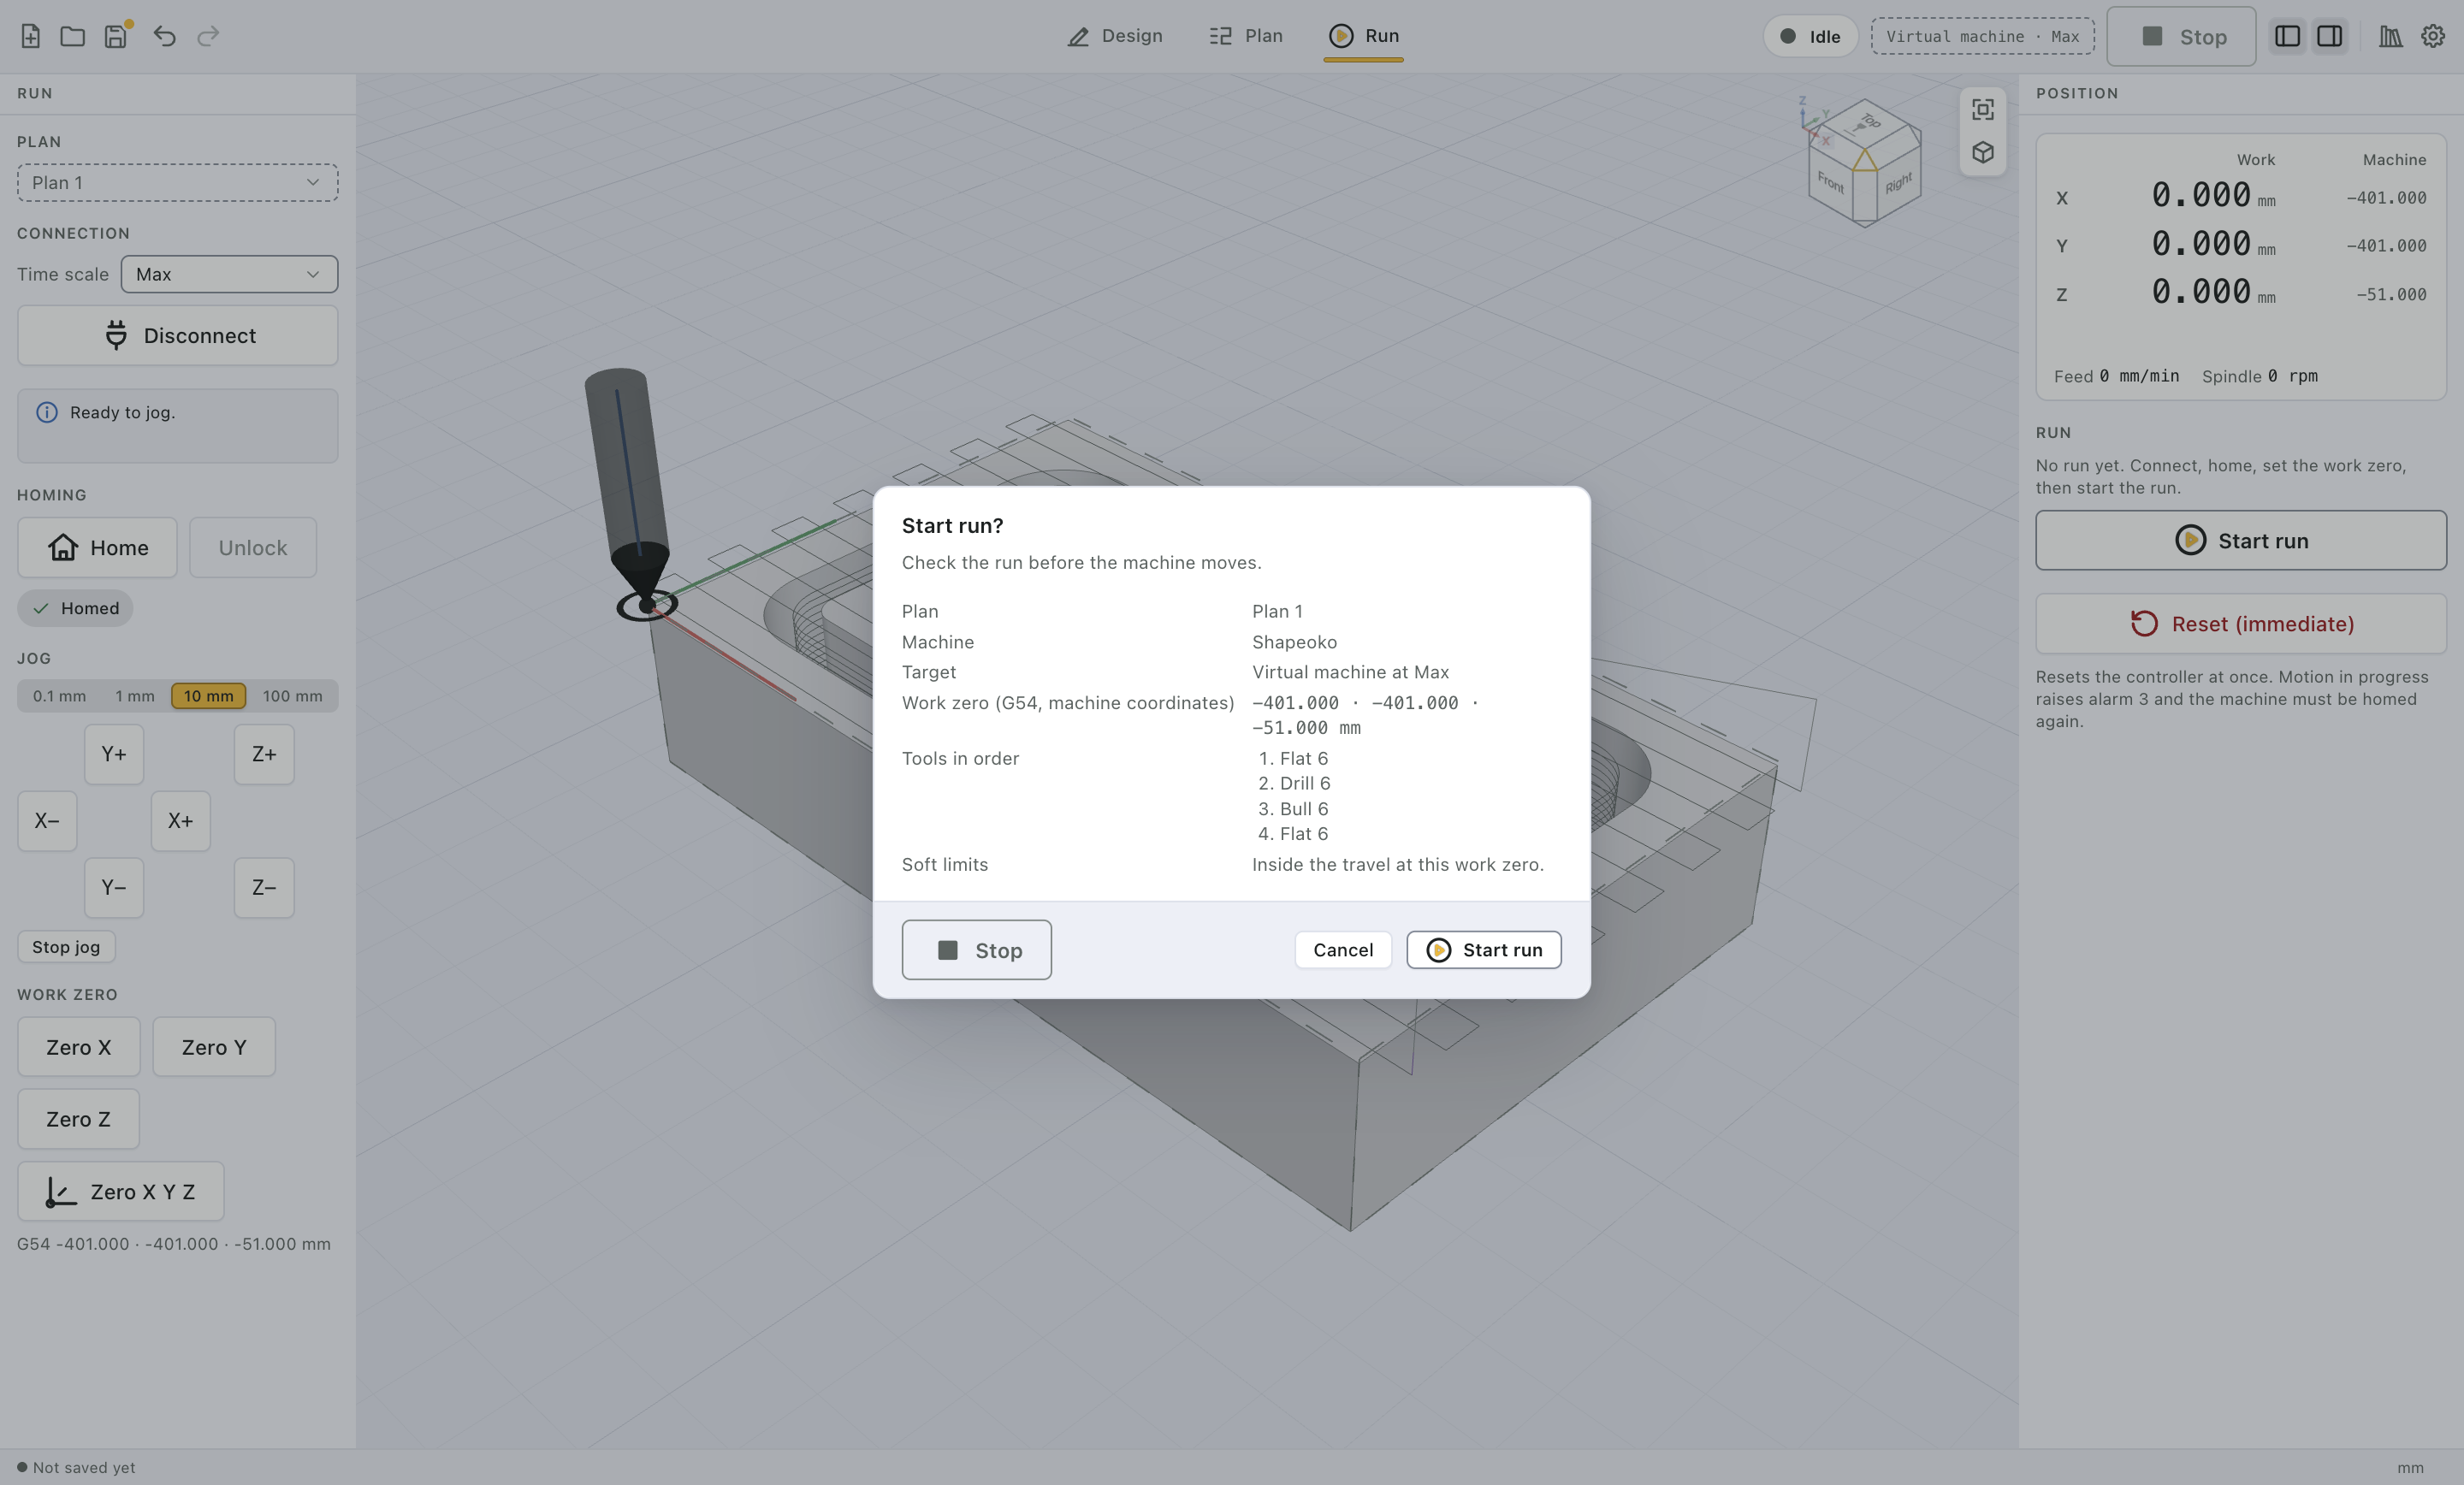 Design
Plan
Run
Idle
Virtual machine · Max
Stop
RUN
PLAN
Plan 1
CONNECTION
Time scale
Max
Disconnect
Ready to jog.
HOMING
Home
Unlock
Homed
JOG
0.1 mm
1 mm
10 mm
100 mm
Y+
Z+
X−
X+
Y−
Z−
Stop jog
WORK ZERO
Zero X
Zero Y
Zero Z
Zero X Y Z
G54 -401.000 · -401.000 · -51.000 mm
Z
Y
X
Top
Front
Right
Start run?
Check the run before the machine moves.
Plan
Plan 1
Machine
Shapeoko
Target
Virtual machine at Max
Work zero (G54, machine coordinates)
−401.000 · −401.000 ·
−51.000 mm
Tools in order
1. Flat 6
2. Drill 6
3. Bull 6
4. Flat 6
Soft limits
Inside the travel at this work zero.
Stop
Cancel
Start run
POSITION
Work
Machine
X
0.000 mm
−401.000
Y
0.000 mm
−401.000
Z
0.000 mm
−51.000
Feed 0 mm/min
Spindle 0 rpm
RUN
No run yet. Connect, home, set the work zero,
then start the run.
Start run
Reset (immediate)
Resets the controller at once. Motion in progress
raises alarm 3 and the machine must be homed
again.
Not saved yet
mm